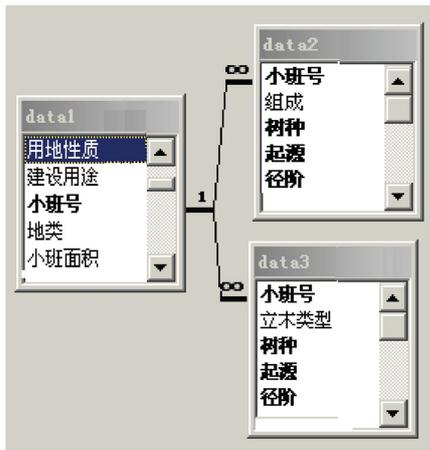 data1
用地性质
建设用途
小班号
地类
小班面积
1
∞
∞
data2
小班号
组成
树种
起源
径阶
data3
小班号
立木类型
树种
起源
径阶